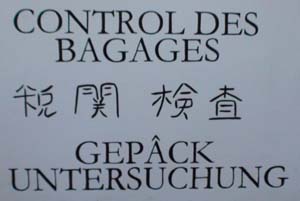 CONTROL DES
BAGAGES
税関 検査
GEPÂCK
UNTERSUCHUNG